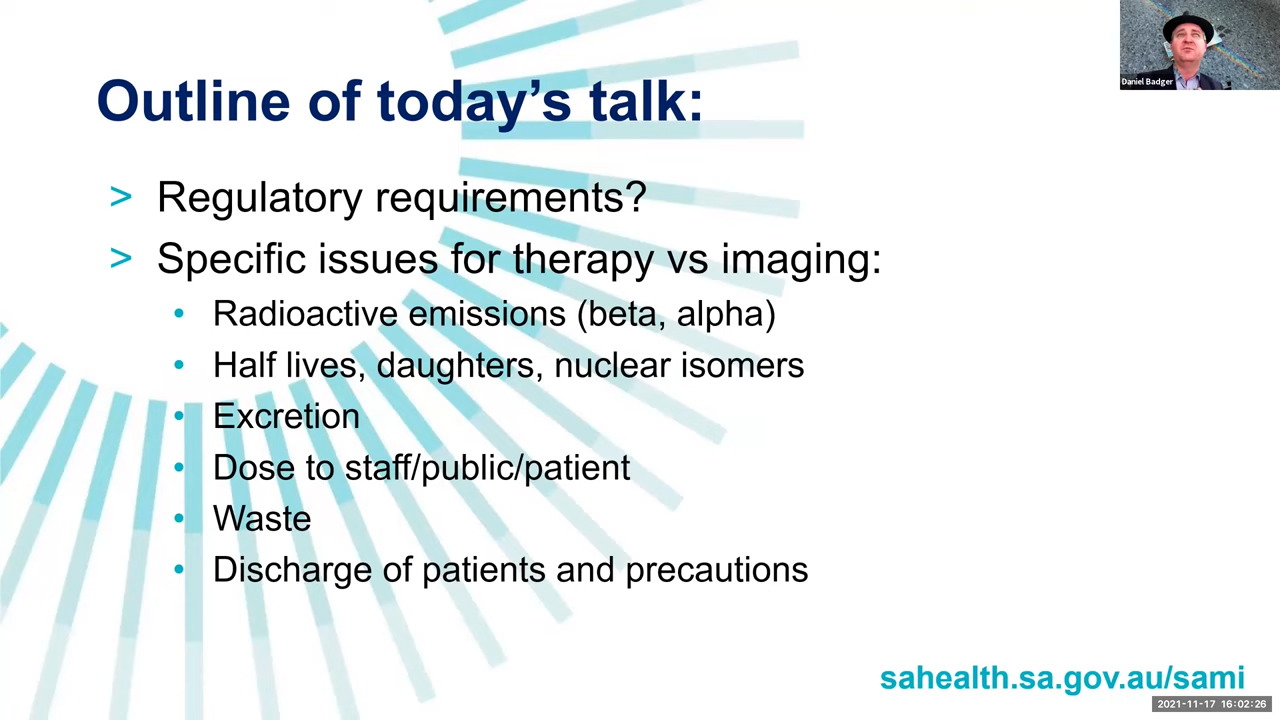 Daniel Badger
Outline of today’s talk:
> Regulatory requirements?
> Specific issues for therapy vs imaging:
• Radioactive emissions (beta, alpha)
• Half lives, daughters, nuclear isomers
• Excretion
• Dose to staff/public/patient
• Waste
• Discharge of patients and precautions
sahealth.sa.gov.au/sami
2021-11-17 16:02:26